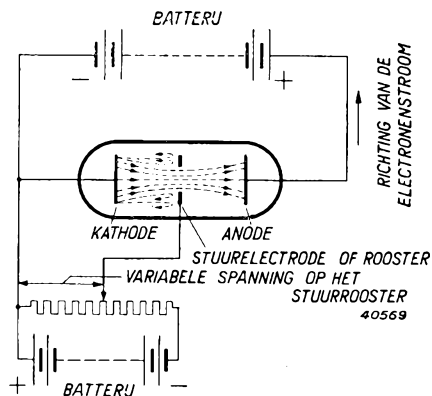 BATTERIJ
- +
RICHTING VAN DE
ELECTRONENSTROOM
KATHODE ANODE
STUURELECTRODE OF ROOSTER
VARIABELE SPANNING OP HET
STUURROOSTER
40569
+ -
BATTERIJ